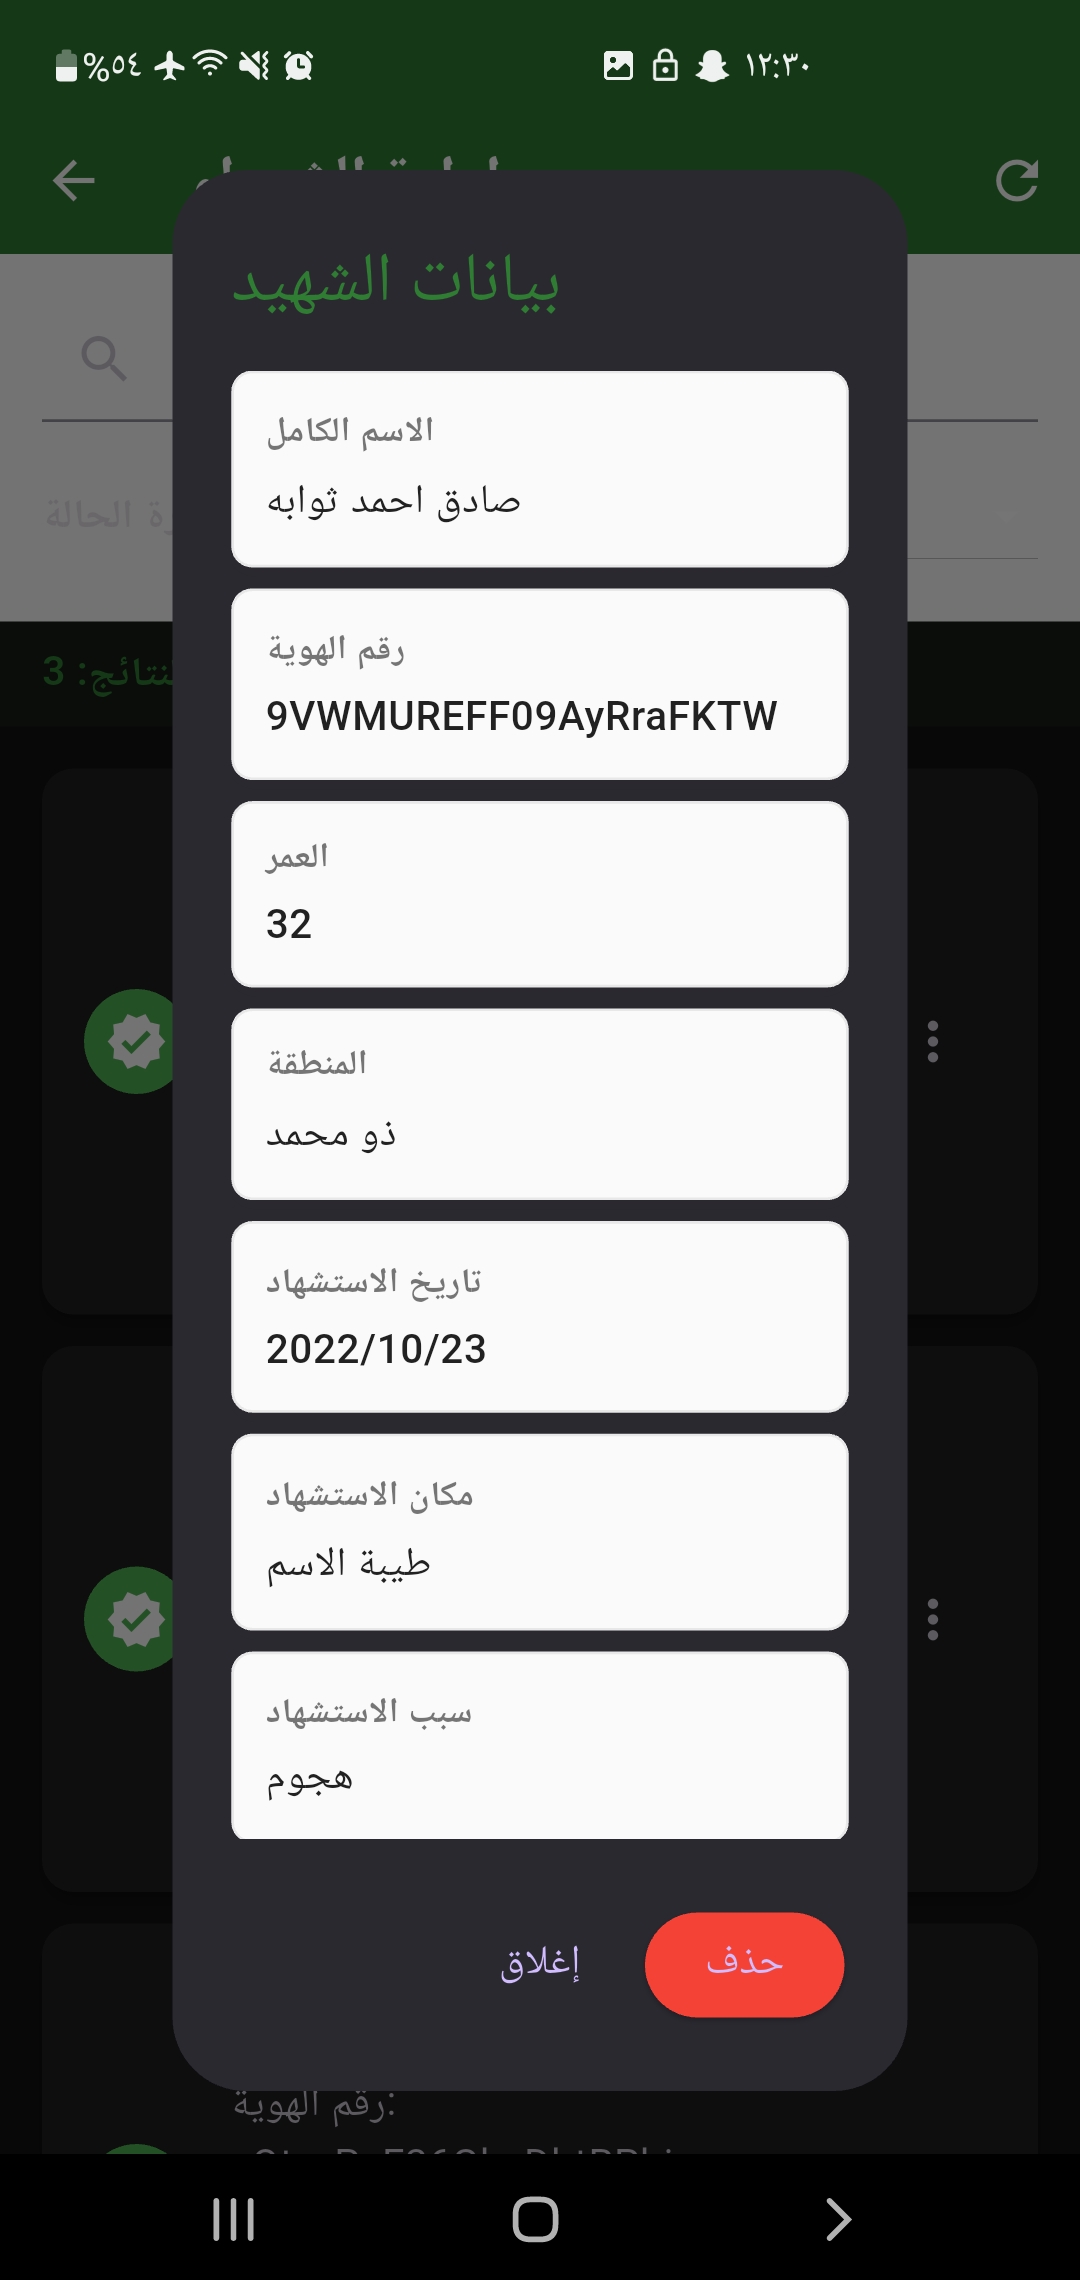 %٥٤
١٢:٣٠
بيانات الشهيد
رة الحالة
3 :نتائج
الاسم الكامل
صادق احمد ثوابه
رقم الهوية
9VWMUREFF09AyRraFKTW
العمر
32
المنطقة
ذو محمد
تاريخ الاستشهاد
2022/10/23
مكان الاستشهاد
طيبة الاسم
سبب الاستشهاد
هجوم
إغلاق
حذف
رقم الهوية: